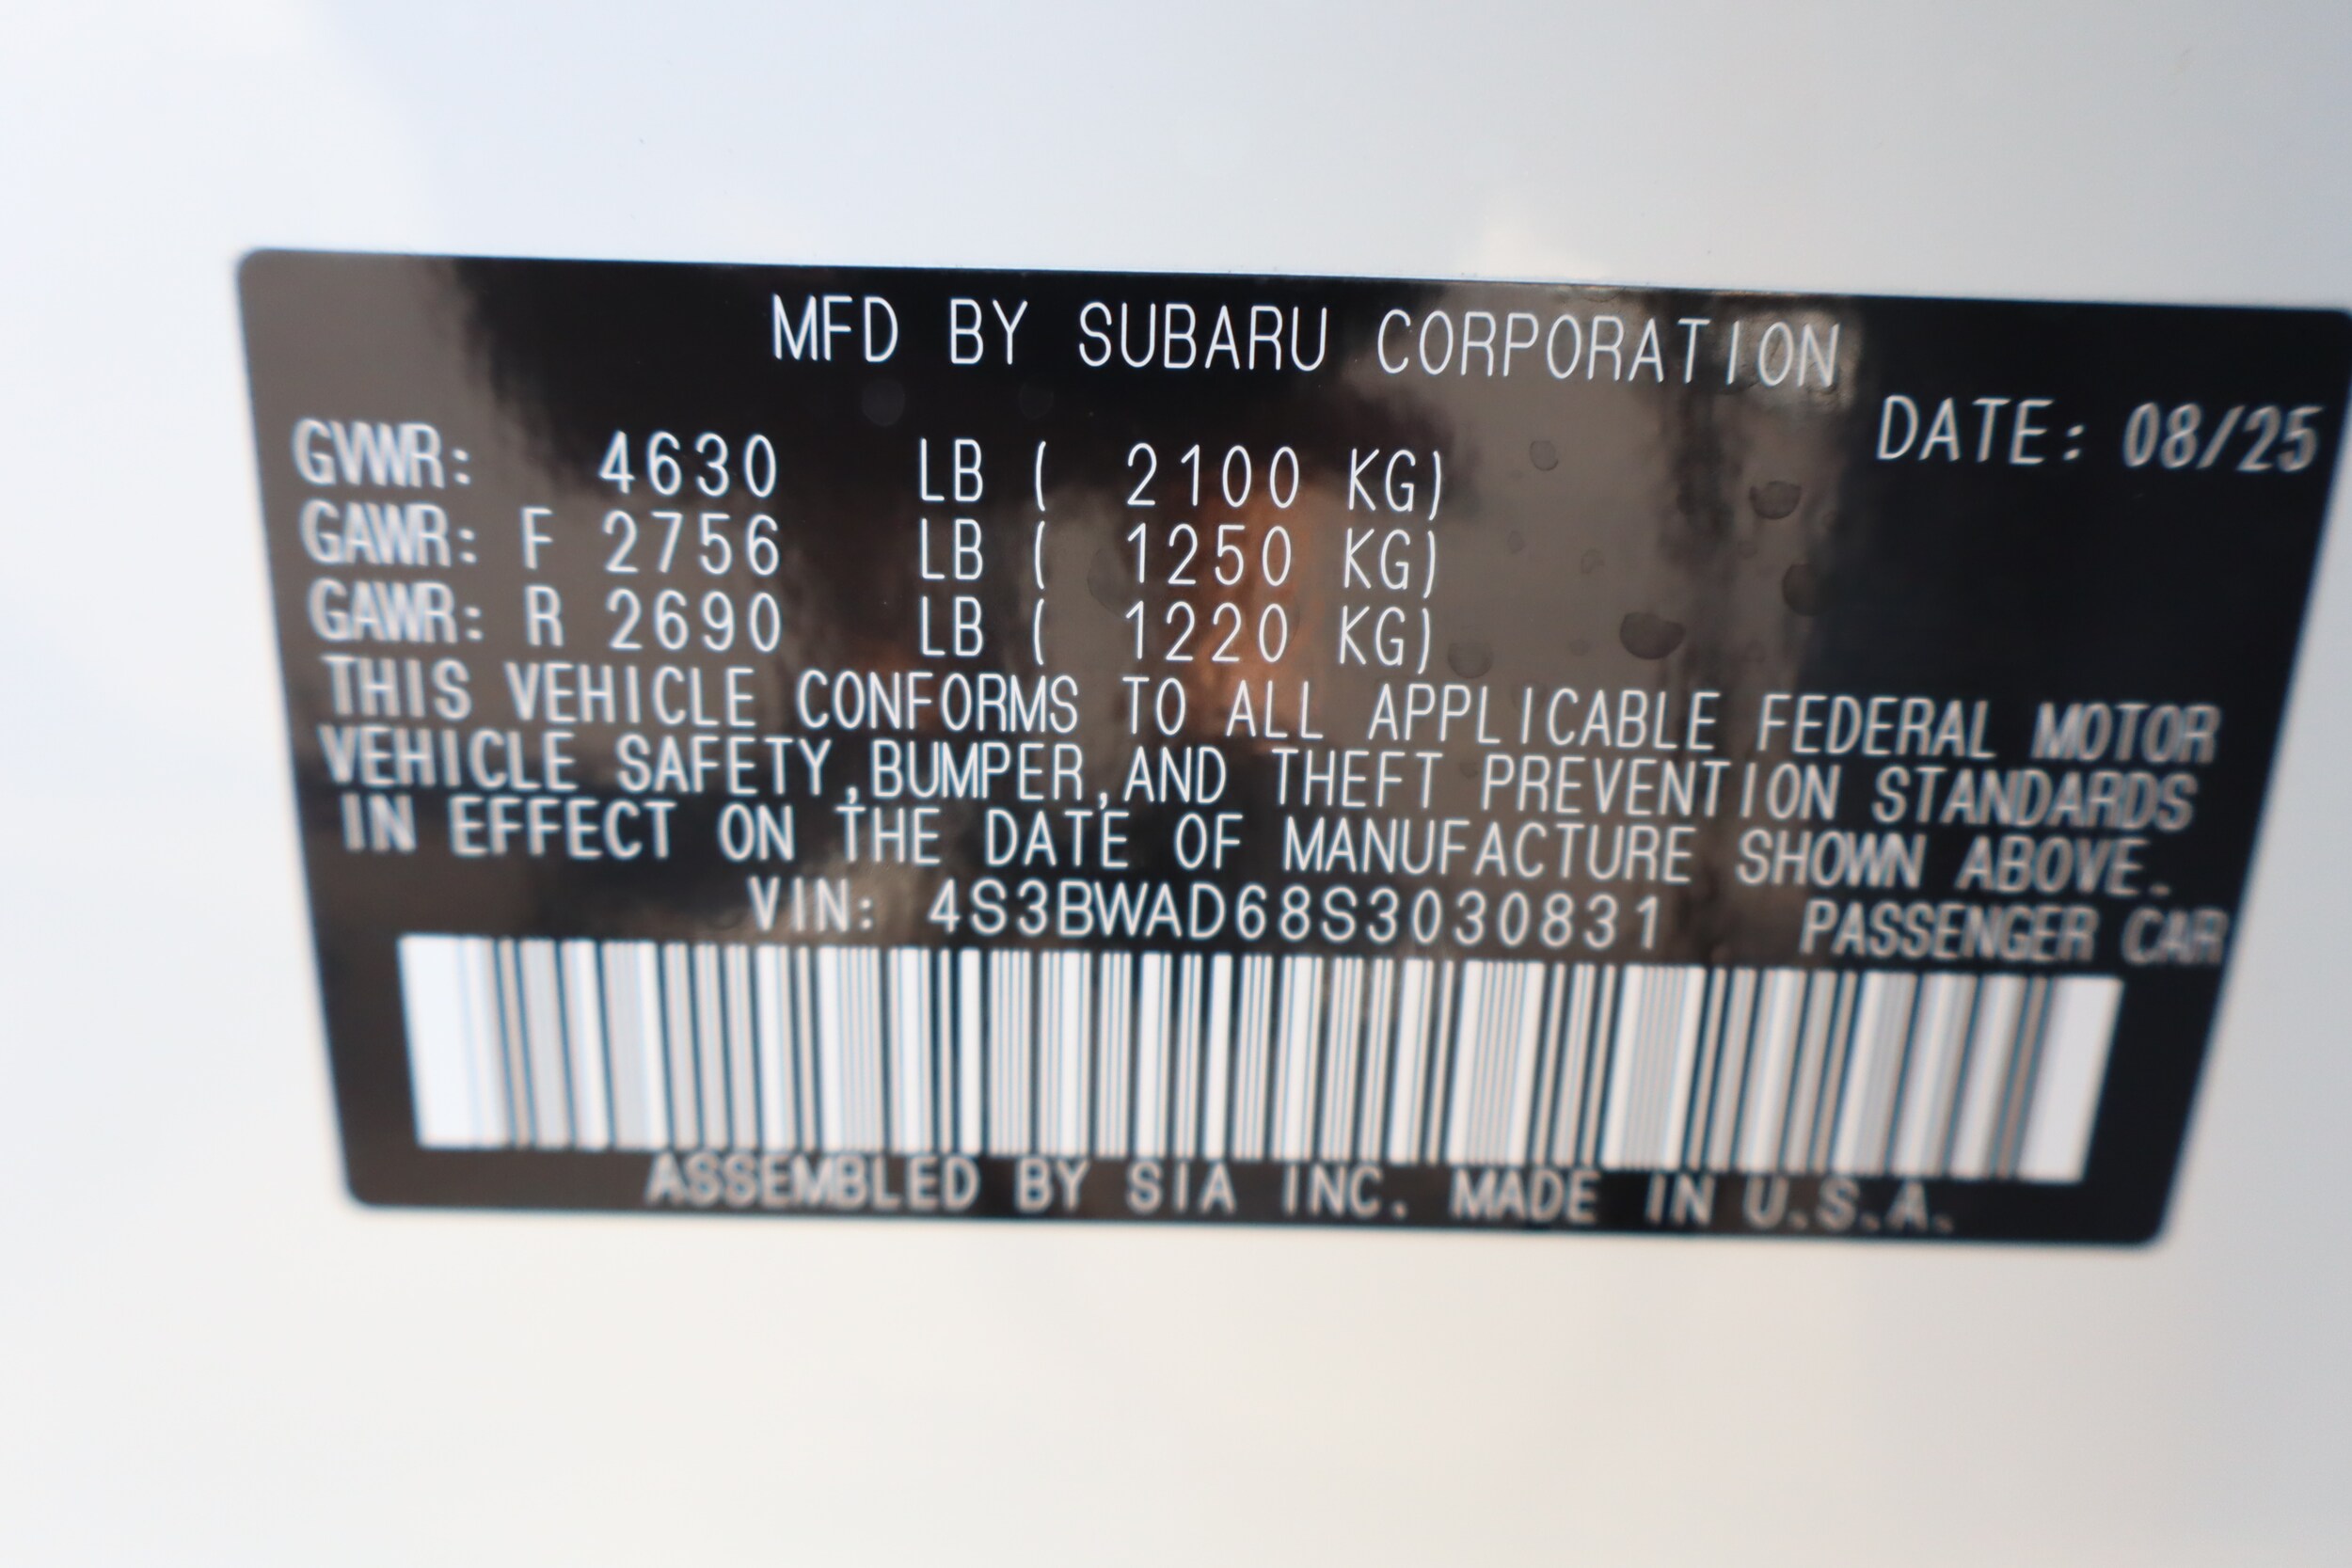 MFD BY SUBARU CORPORATION
DATE: 08/25
GVWR: 4630 LB ( 2100 KG)
GAWR: F 2756 LB ( 1250 KG)
GAWR: R 2690 LB ( 1220 KG)
THIS VEHICLE CONFORMS TO ALL APPLICABLE FEDERAL MOTOR
VEHICLE SAFETY,BUMPER,AND THEFT PREVENTION STANDARDS
IN EFFECT ON THE DATE OF MANUFACTURE SHOWN ABOVE.
VIN: 4S3BWAD68S3030831 PASSENGER CAR
ASSEMBLED BY SIA INC. MADE IN U.S.A.